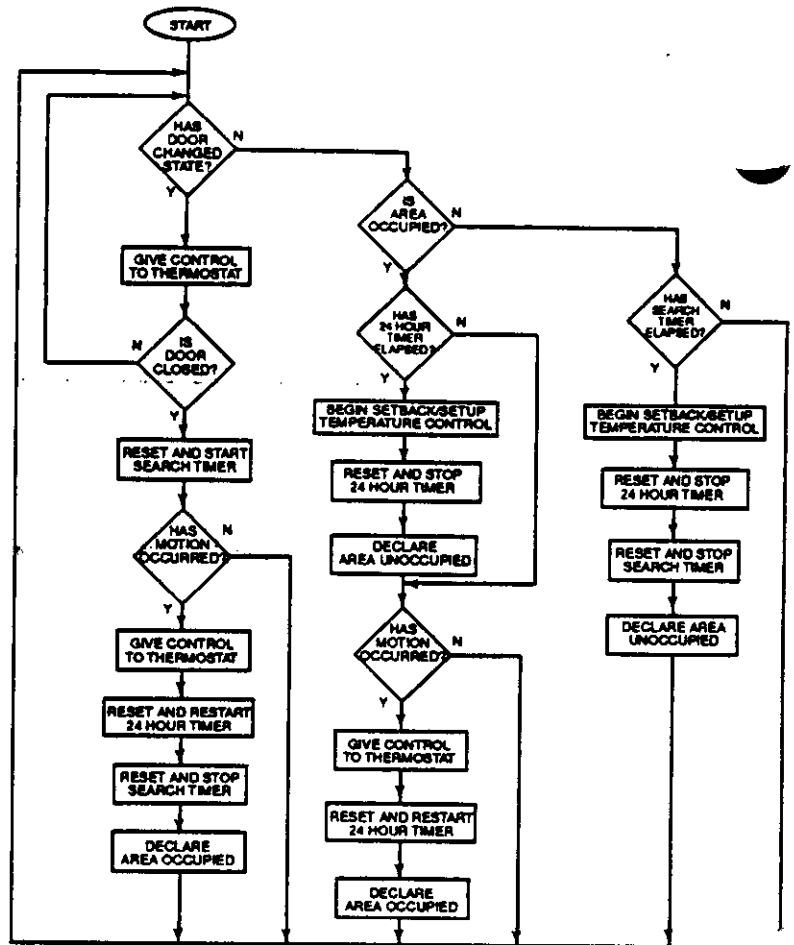 START
HAS
DOOR
CHANGED
STATE?
N
Y
GIVE CONTROL
TO THERMOSTAT
IS
DOOR
CLOSED?
N
Y
RESET AND START
SEARCH TIMER
HAS
MOTION
OCCURRED?
N
Y
GIVE CONTROL
TO THERMOSTAT
RESET AND RESTART
24 HOUR TIMER
RESET AND STOP
SEARCH TIMER
DECLARE
AREA OCCUPIED
IS
AREA
OCCUPIED?
N
Y
HAS
24 HOUR
TIMER
ELAPSED?
N
Y
BEGIN SETBACK/SETUP
TEMPERATURE CONTROL
RESET AND STOP
24 HOUR TIMER
DECLARE
AREA UNOCCUPIED
HAS
MOTION
OCCURRED?
N
Y
GIVE CONTROL
TO THERMOSTAT
RESET AND RESTART
24 HOUR TIMER
DECLARE
AREA OCCUPIED
HAS
SEARCH
TIMER
ELAPSED?
N
Y
BEGIN SETBACK/SETUP
TEMPERATURE CONTROL
RESET AND STOP
24 HOUR TIMER
RESET AND STOP
SEARCH TIMER
DECLARE AREA
UNOCCUPIED